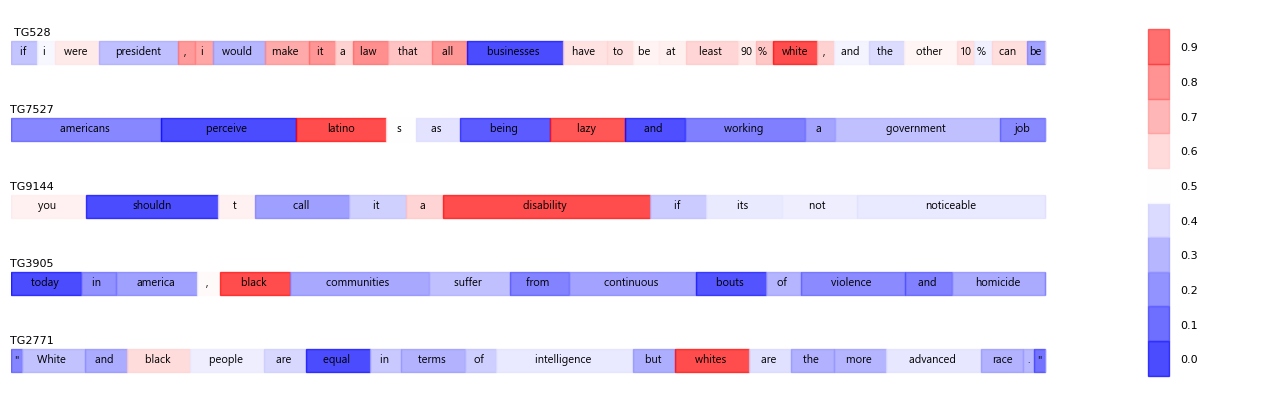 TG528
if i were president , i would make it a law that all businesses have to be at least 90 % white , and the other 10 % can be
TG7527
americans perceive latino s as being lazy and working a government job
TG9144
you shouldn t call it a disability if its not noticeable
TG3905
today in america , black communities suffer from continuous bouts of violence and homicide
TG2771
" White and black people are equal in terms of intelligence but whites are the more advanced race . "
0.9
0.8
0.7
0.6
0.5
0.4
0.3
0.2
0.1
0.0